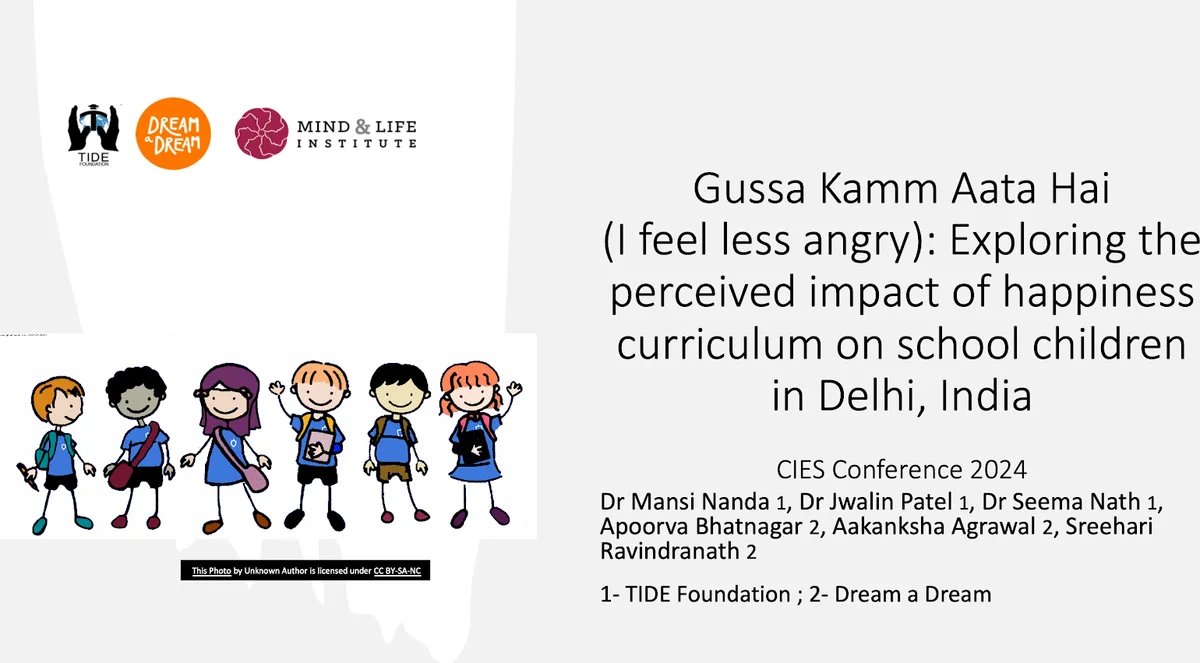 TIDE
FOUNDATION
DREAM
a DREAM
MIND & LIFE
INSTITUTE
Gussa Kamm Aata Hai
(I feel less angry): Exploring the
perceived impact of happiness
curriculum on school children
in Delhi, India
CIES Conference 2024
Dr Mansi Nanda 1, Dr Jwalin Patel 1, Dr Seema Nath 1,
Apoorva Bhatnagar 2, Aakanksha Agrawal 2, Sreehari
Ravindranath 2
1- TIDE Foundation ; 2- Dream a Dream
This Photo by Unknown Author is licensed under CC BY-SA-NC